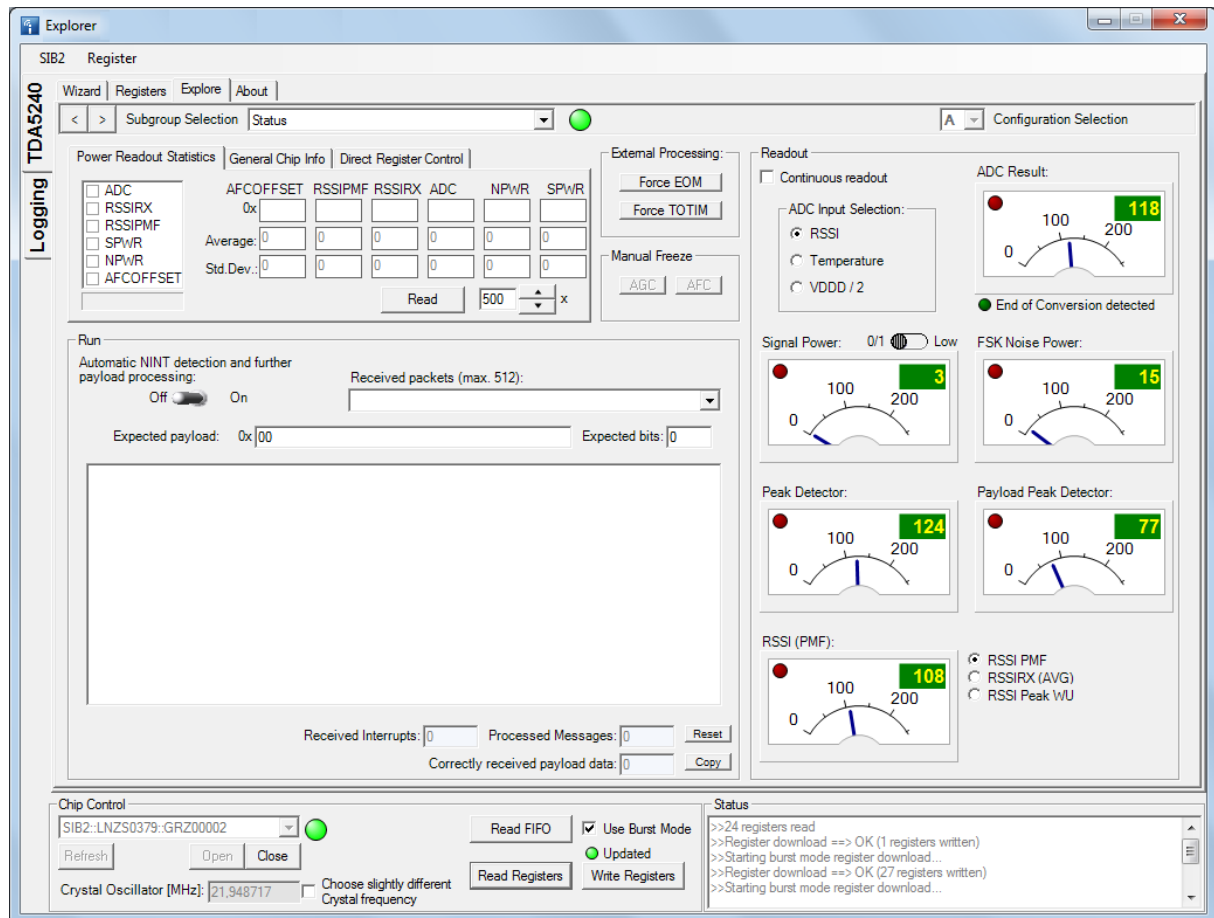 Explorer
SIB2 Register
TDA5240
Logging
Wizard Registers Explore About
< > Subgroup Selection Status A Configuration Selection
Power Readout Statistics General Chip Info Direct Register Control
ADC
RSSIRX
RSSIPMF
SPWR
NPWR
AFCOFFSET
AFCOFFSET RSSIPMF RSSIRX ADC NPWR SPWR
0x
Average: 0 0 0 0 0 0
Std.Dev.: 0 0 0 0 0 0
Read 500 x
External Processing:
Force EOM
Force TOTIM
Manual Freeze
AGC AFC
Readout
Continuous readout
ADC Input Selection:
RSSI
Temperature
VDDD / 2
ADC Result:
118
0 100 200
End of Conversion detected
Signal Power: 0/1 Low
3
0 100 200
FSK Noise Power:
15
0 100 200
Peak Detector:
124
0 100 200
Payload Peak Detector:
77
0 100 200
RSSI (PMF):
108
0 100 200
RSSI PMF
RSSIRX (AVG)
RSSI Peak WU
Run
Automatic NINT detection and further
payload processing:
Off On
Received packets (max. 512):
Expected payload: 0x 00 Expected bits: 0
Received Interrupts: 0 Processed Messages: 0 Reset
Correctly received payload data: 0 Copy
Chip Control
SIB2::LNZS0379::GRZ00002
Refresh Open Close
Crystal Oscillator [MHz]: 21,948717
Choose slightly different
Crystal frequency
Read FIFO Use Burst Mode
Updated
Read Registers Write Registers
Status
>>24 registers read
>>Register download ==> OK (1 registers written)
>>Starting burst mode register download...
>>Register download ==> OK (27 registers written)
>>Starting burst mode register download...